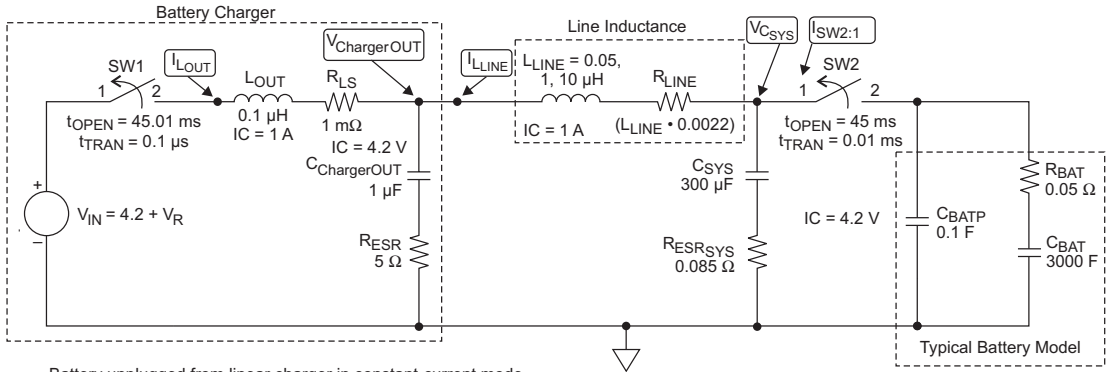 Battery Charger
Line Inductance
V_ChargerOUT
I_LLINE
V_CSYS
I_SW2:1
SW1
1 2
I_LOUT
L_OUT
0.1 µH
IC = 1 A
R_LS
1 mΩ
t_OPEN = 45.01 ms
t_TRAN = 0.1 µs
L_LINE = 0.05,
1, 10 µH
R_LINE
IC = 1 A
(L_LINE • 0.0022)
SW2
1 2
t_OPEN = 45 ms
t_TRAN = 0.01 ms
IC = 4.2 V
C_ChargerOUT
1 µF
C_SYS
300 µF
R_BAT
0.05 Ω
+
V_IN = 4.2 + V_R
–
IC = 4.2 V
C_BATP
0.1 F
R_ESR
5 Ω
R_ESRSYS
0.085 Ω
C_BAT
3000 F
Typical Battery Model
Battery unplugged from linear charger in constant-current mode